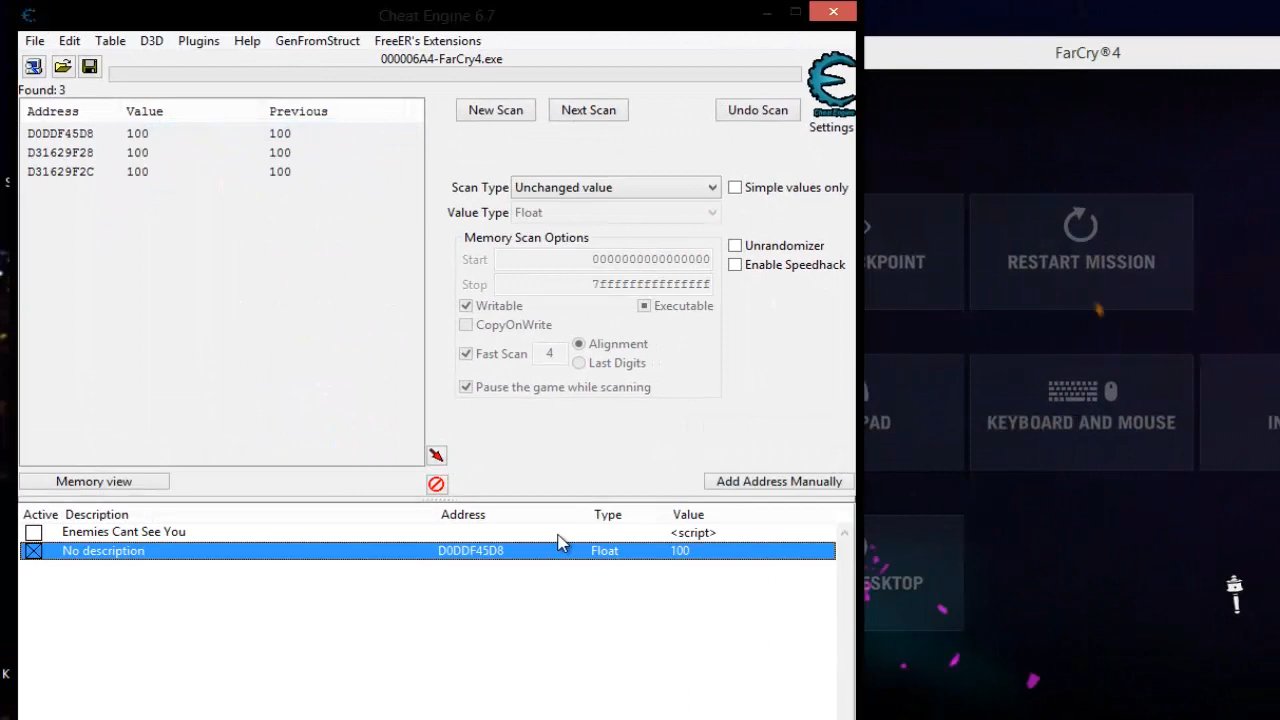 Cheat Engine 6.7
File Edit Table D3D Plugins Help GenFromStruct FreeER's Extensions
000006A4-FarCry4.exe
Found: 3
Address Value Previous
D0DDF45D8 100 100
D31629F28 100 100
D31629F2C 100 100
New Scan Next Scan Undo Scan
Cheat Engine
Settings
Scan Type Unchanged value Simple values only
Value Type Float
Memory Scan Options
Start 0000000000000000
Stop 7fffffffffffffff
Unrandomizer
Enable Speedhack
Writable Executable
CopyOnWrite
Fast Scan 4 Alignment
Last Digits
Pause the game while scanning
Memory view Add Address Manually
Active Description Address Type Value
Enemies Cant See You <script>
No description D0DDF45D8 Float 100
FarCry®4
KPOINT
RESTART MISSION
PAD
KEYBOARD AND MOUSE
IN
ESKTOP
S
K